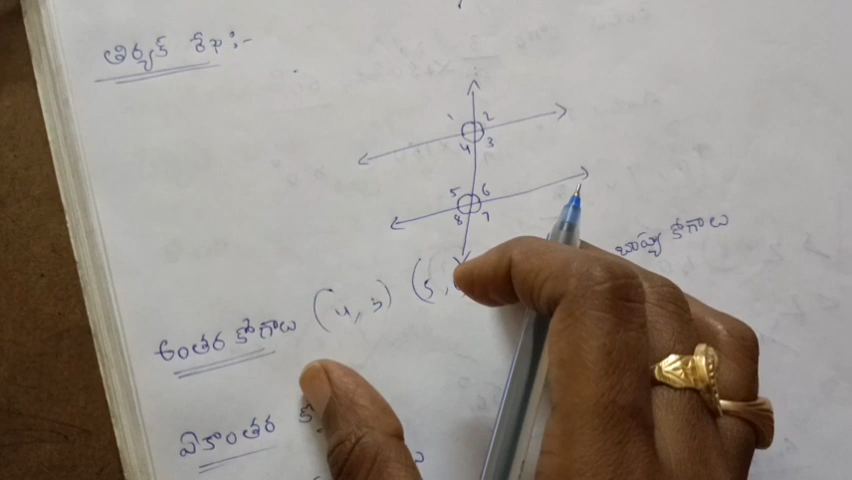 తిర్యక్ రేఖ:-
1 2
4 3
5 6
8 7
అంతర కోణాలు (4, 3) (5,
బాహ్య కోణాలు
ఏకాంతర